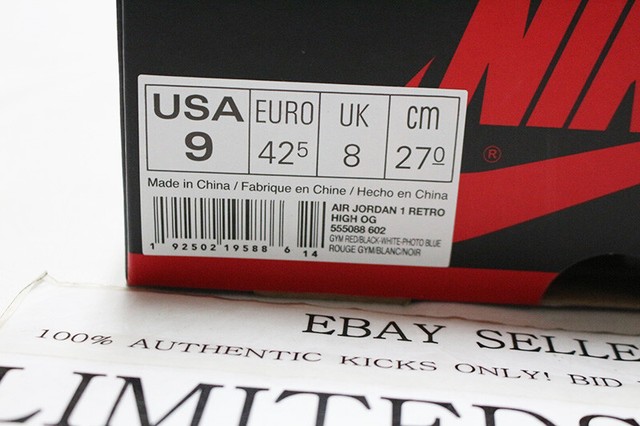 NIK
®
USA EURO UK cm
9 42.5 8 27.0
Made in China / Fabrique en Chine / Hecho en China
AIR JORDAN 1 RETRO
HIGH OG
555088 602
GYM RED/BLACK-WHITE-PHOTO BLUE
ROUGE GYM/BLANC/NOIR
1 92502 19588 6 14
EBAY SELLE
100% AUTHENTIC KICKS ONLY! BID
LIMITEDS